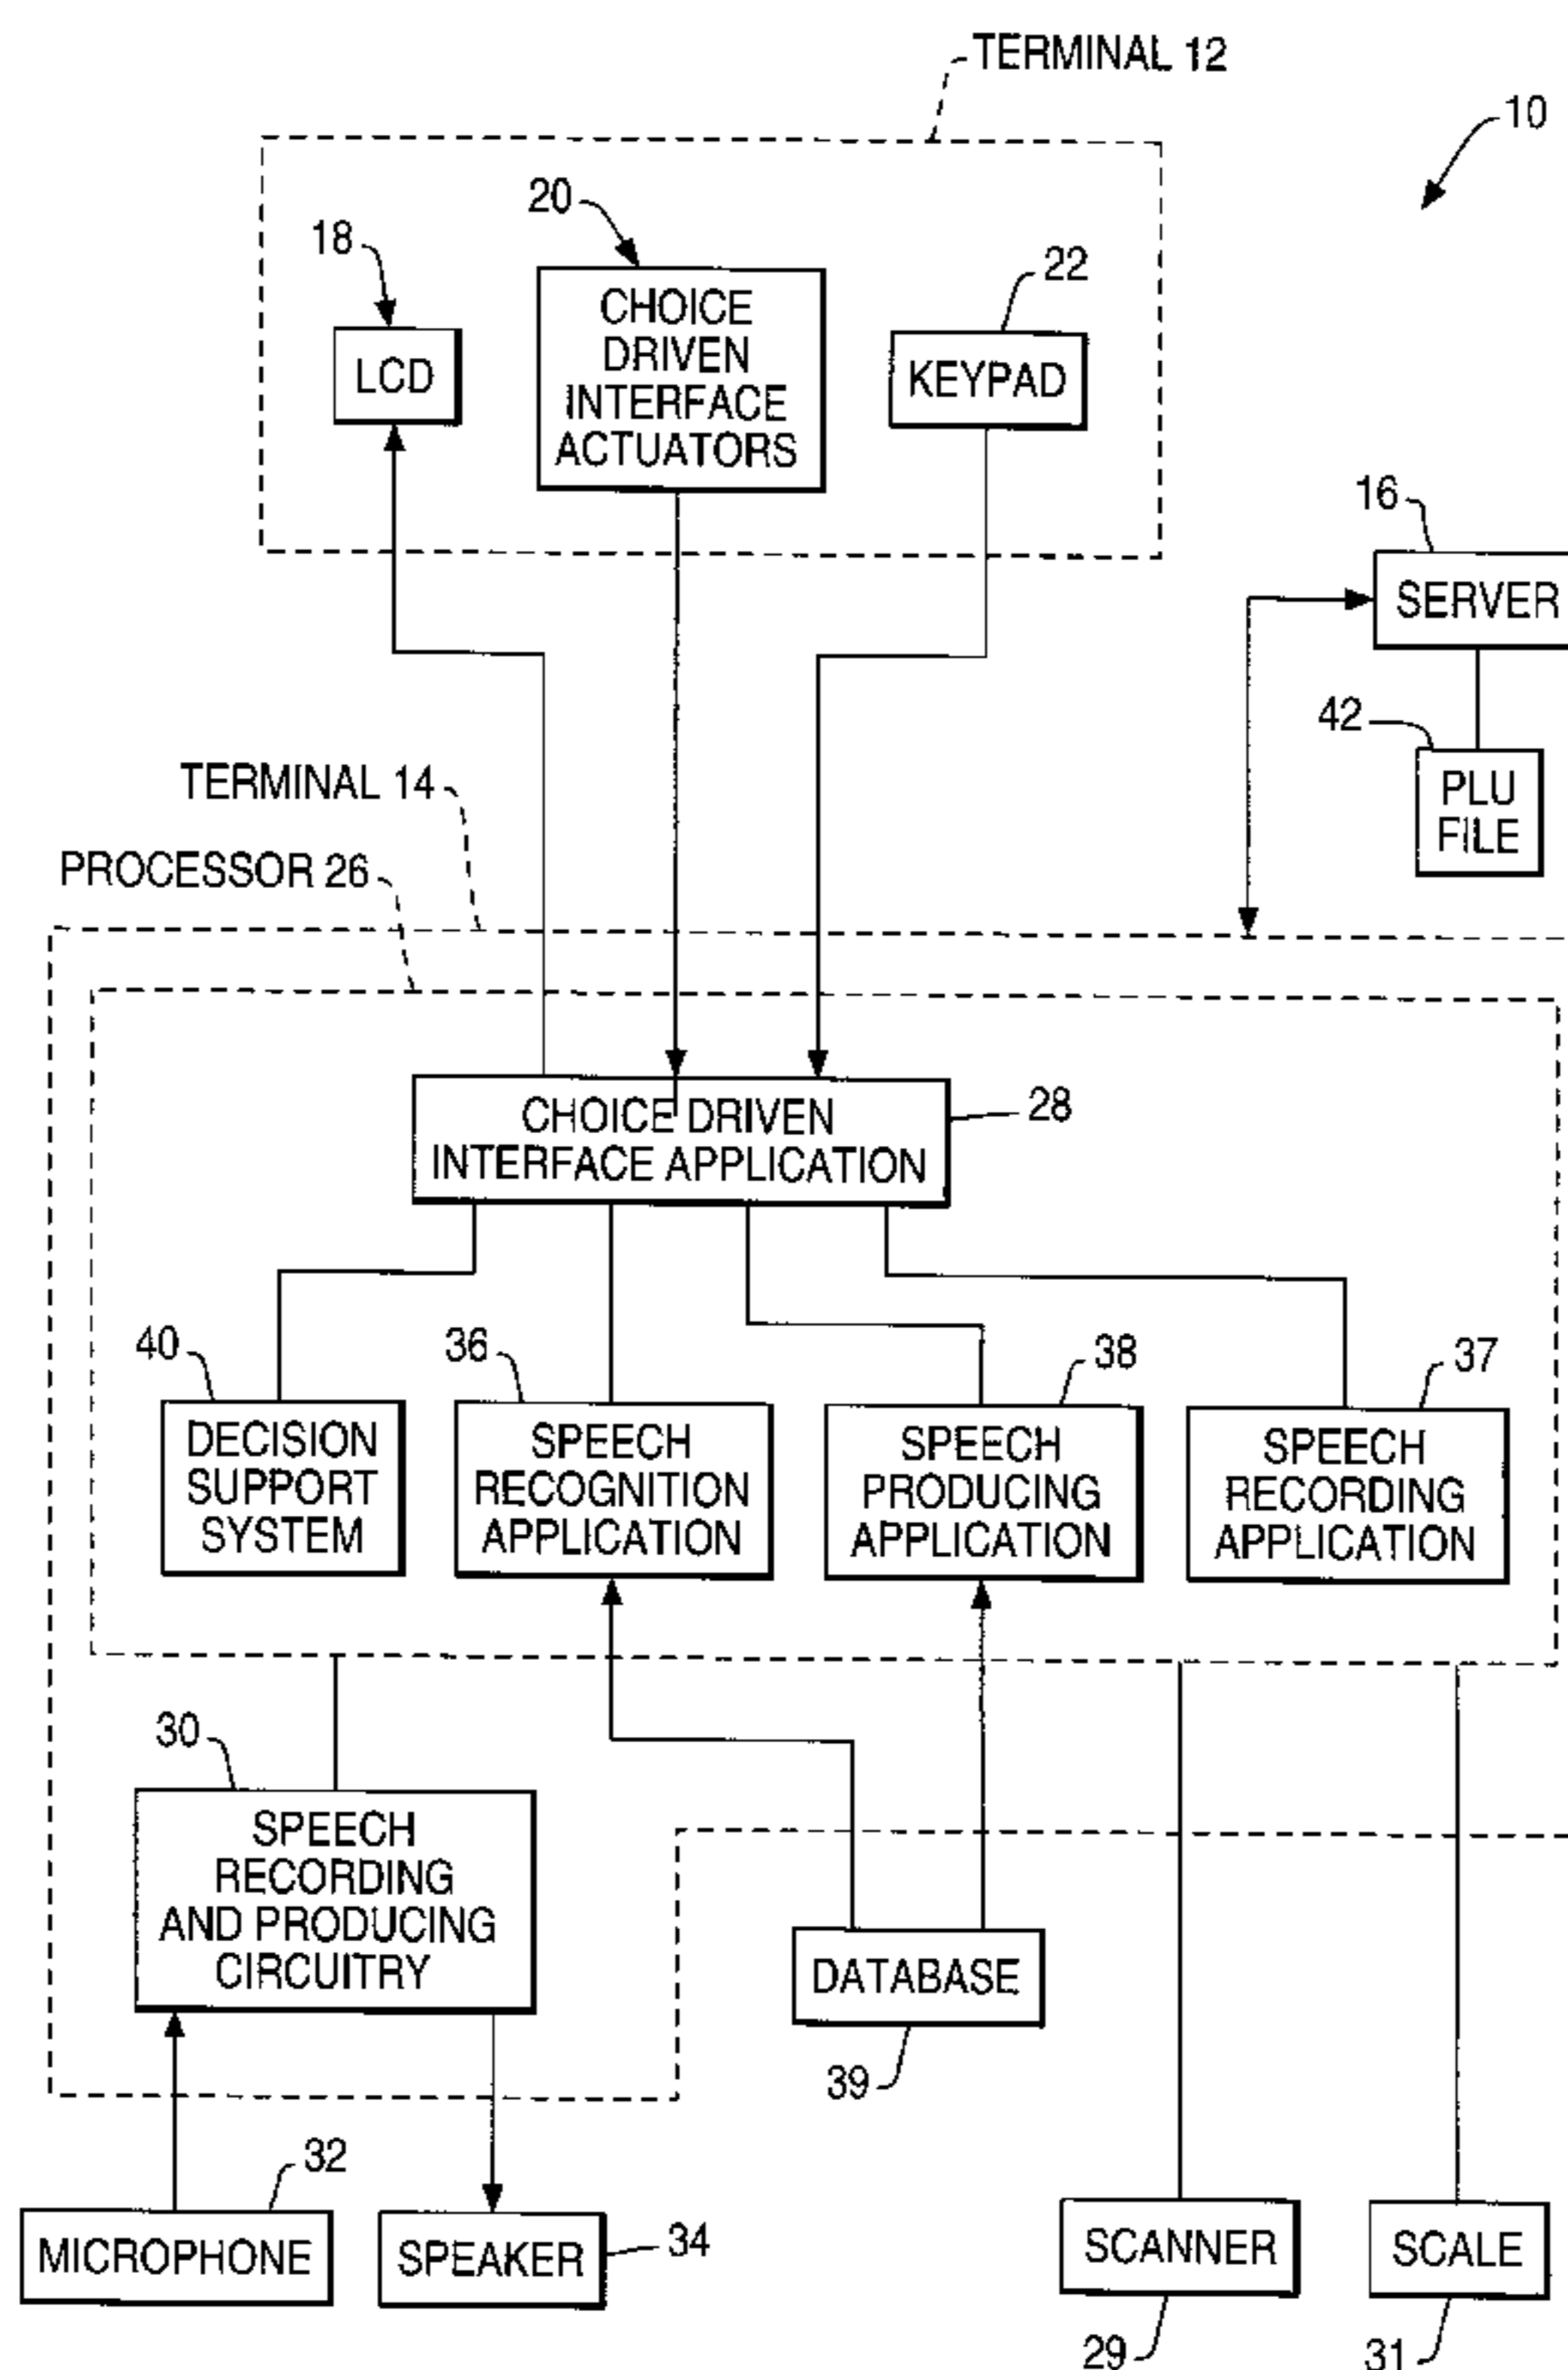 TERMINAL 12
10
20
18
22
CHOICE
DRIVEN
INTERFACE
ACTUATORS
LCD
KEYPAD
16
SERVER
42
PLU
FILE
TERMINAL 14
PROCESSOR 26
CHOICE DRIVEN
INTERFACE APPLICATION
28
40
36
38
37
DECISION
SUPPORT
SYSTEM
SPEECH
RECOGNITION
APPLICATION
SPEECH
PRODUCING
APPLICATION
SPEECH
RECORDING
APPLICATION
30
SPEECH
RECORDING
AND PRODUCING
CIRCUITRY
DATABASE
39
32
MICROPHONE
SPEAKER
34
SCANNER
SCALE
29
31